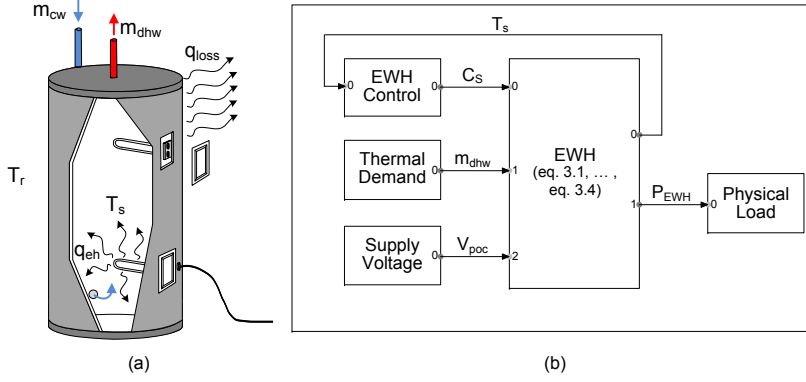 m_cw
m_dhw
q_loss
T_r
T_s
q_eh
(a)
T_s
0
EWH
Control
0
C_S
0
Thermal
Demand
0
m_dhw
1
Supply
Voltage
0
V_poc
2
EWH
(eq. 3.1, … ,
eq. 3.4)
0
1
P_EWH
0
Physical
Load
(b)